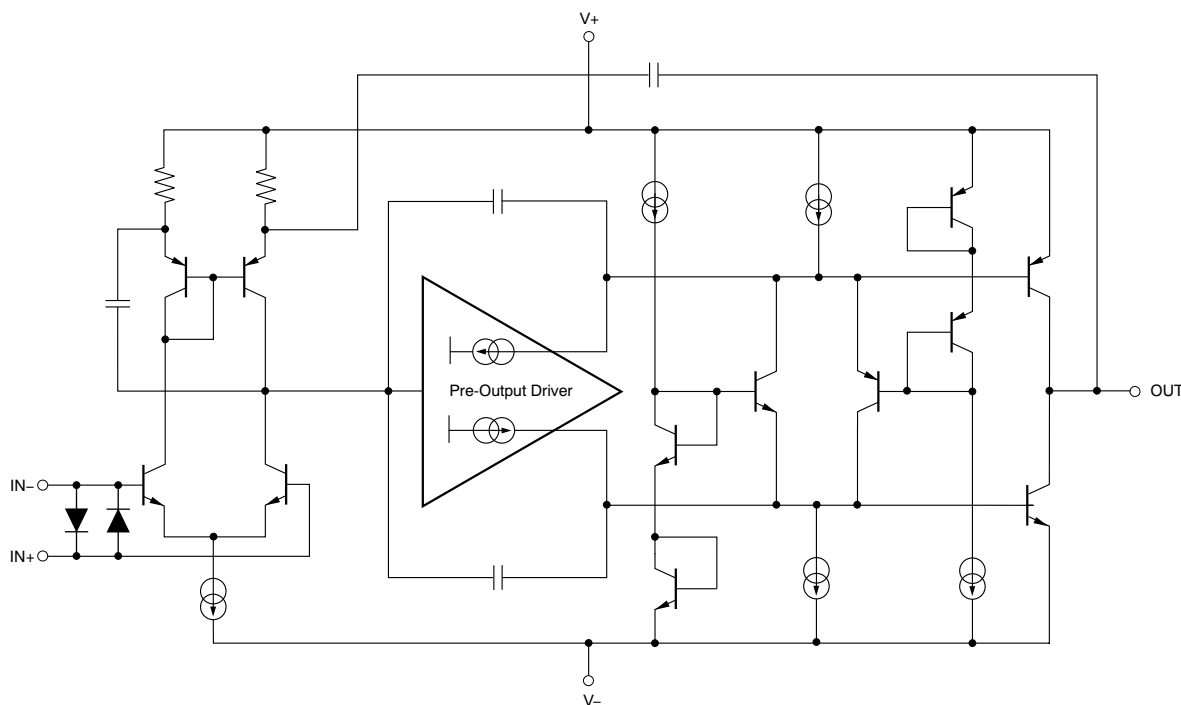 V+
Pre-Output Driver
OUT
IN−
IN+
V−